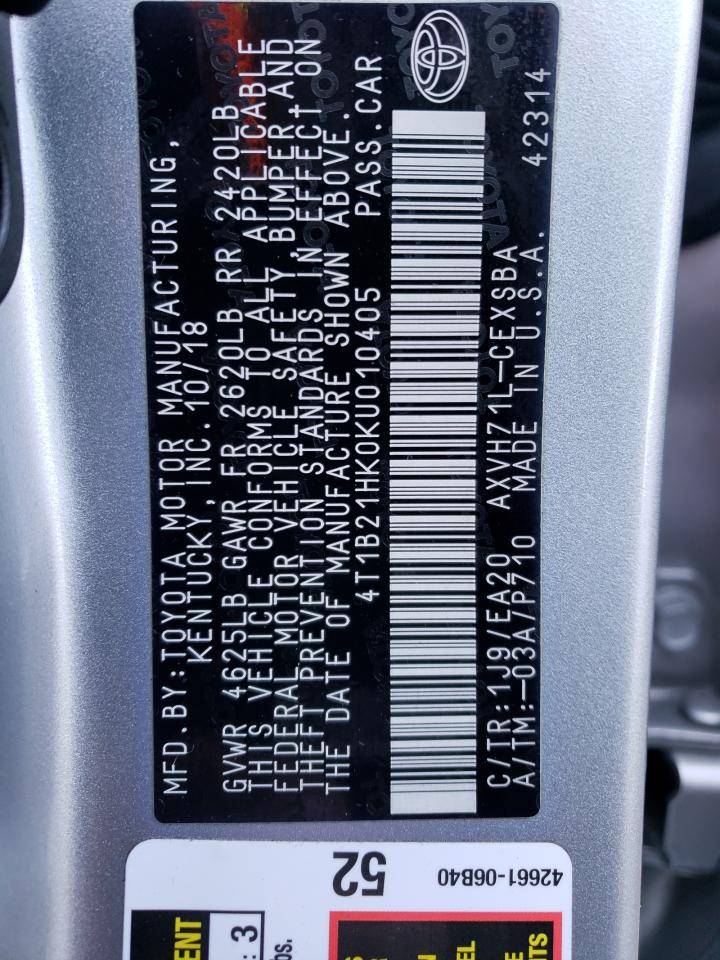 MFD.BY:TOYOTA MOTOR MANUFACTURING,
KENTUCKY, INC. 10/18
GVWR 4625LB GAWR FR 2620LB RR 2420LB
THIS VEHICLE CONFORMS TO ALL APPLICABLE
FEDERAL MOTOR VEHICLE SAFETY, BUMPER AND
THEFT PREVENTION STANDARDS IN EFFECT ON
THE DATE OF MANUFACTURE SHOWN ABOVE.
4T1B21HK0KU010405 PASS.CAR
C/TR:1J9/EA20 AXVH71L-CEXSBA
A/TM:-03A/P710 MADE IN U.S.A. 42314
52
42661-06B40
: 3